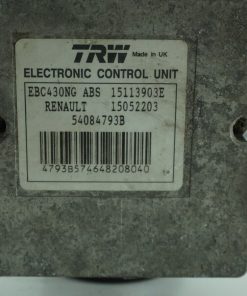 TRW Made in UK
ELECTRONIC CONTROL UNIT
EBC430NG ABS 15113903E
RENAULT 15052203
54084793B
4793B574648208040